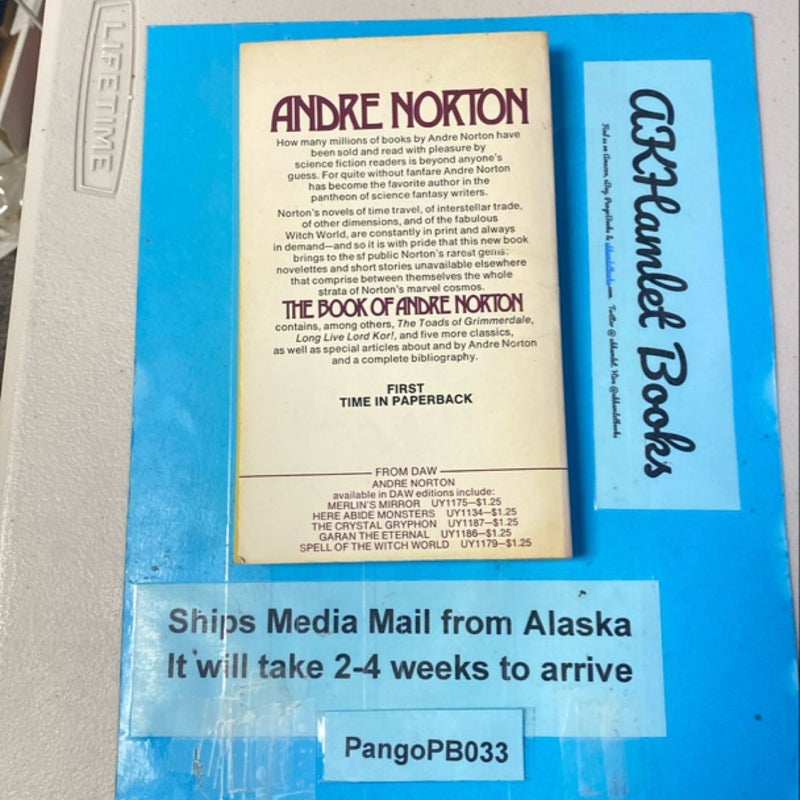 LIFETIME
ANDRE NORTON
How many millions of books by Andre Norton have
been sold and read with pleasure by
science fiction readers is beyond anyone's
guess. For quite without fanfare Andre Norton
has become the favorite author in the
pantheon of science fantasy writers.
Norton's novels of time travel, of interstellar trade,
of other dimensions, and of the fabulous
Witch World, are constantly in print and always
in demand—and so it is with pride that this new book
brings to the sf public Norton's rarest gems:
novelettes and short stories unavailable elsewhere
that comprise between themselves the whole
strata of Norton's marvel cosmos.
THE BOOK OF ANDRE NORTON
contains, among others, The Toads of Grimmerdale,
Long Live Lord Kor!, and five more classics,
as well as special articles about and by Andre Norton
and a complete bibliography.
FIRST
TIME IN PAPERBACK
FROM DAW
ANDRE NORTON
available in DAW editions include:
MERLIN'S MIRROR UY1175—$1.25
HERE ABIDE MONSTERS UY1134—$1.25
THE CRYSTAL GRYPHON UY1187—$1.25
GARAN THE ETERNAL UY1186—$1.25
SPELL OF THE WITCH WORLD UY1179—$1.25
AKHamlet Books
Find us on Amazon, eBay, PangoBooks &
Ships Media Mail from Alaska
It will take 2-4 weeks to arrive
PangoPB033